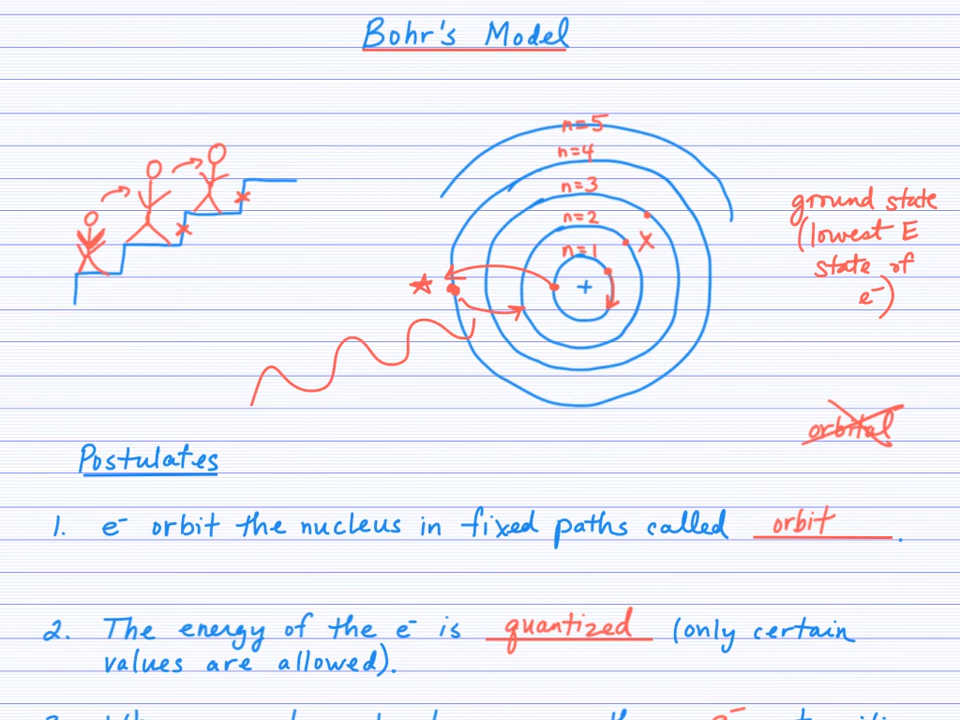 Bohr's Model
n=5
n=4
n=3
n=2
n=1
+
X
ground state
(lowest E
state of
e⁻)
orbital
Postulates
1. e⁻ orbit the nucleus in fixed paths called orbit.
2. The energy of the e⁻ is quantized (only certain
values are allowed).